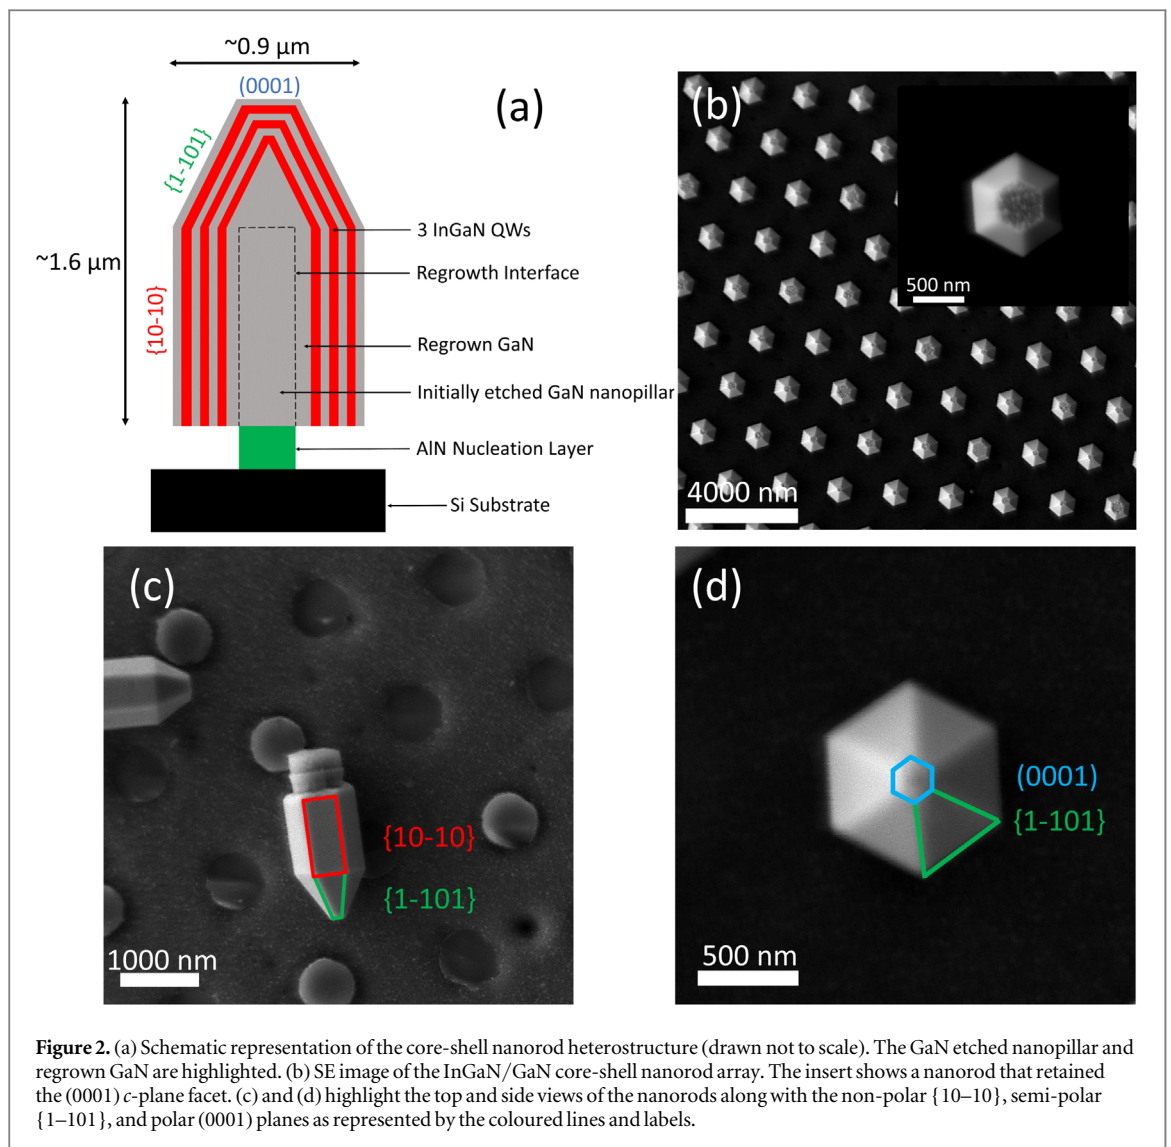 ~0.9 µm
(0001)
(a)
{1-101}
~1.6 µm
{10-10}
3 InGaN QWs
Regrowth Interface
Regrown GaN
Initially etched GaN nanopillar
AlN Nucleation Layer
Si Substrate
(b)
500 nm
4000 nm
(c)
{10-10}
{1-101}
1000 nm
(d)
(0001)
{1-101}
500 nm
Figure 2. (a) Schematic representation of the core-shell nanorod heterostructure (drawn not to scale). The GaN etched nanopillar and
regrown GaN are highlighted. (b) SE image of the InGaN/GaN core-shell nanorod array. The insert shows a nanorod that retained
the (0001) c-plane facet. (c) and (d) highlight the top and side views of the nanorods along with the non-polar {10–10}, semi-polar
{1–101}, and polar (0001) planes as represented by the coloured lines and labels.